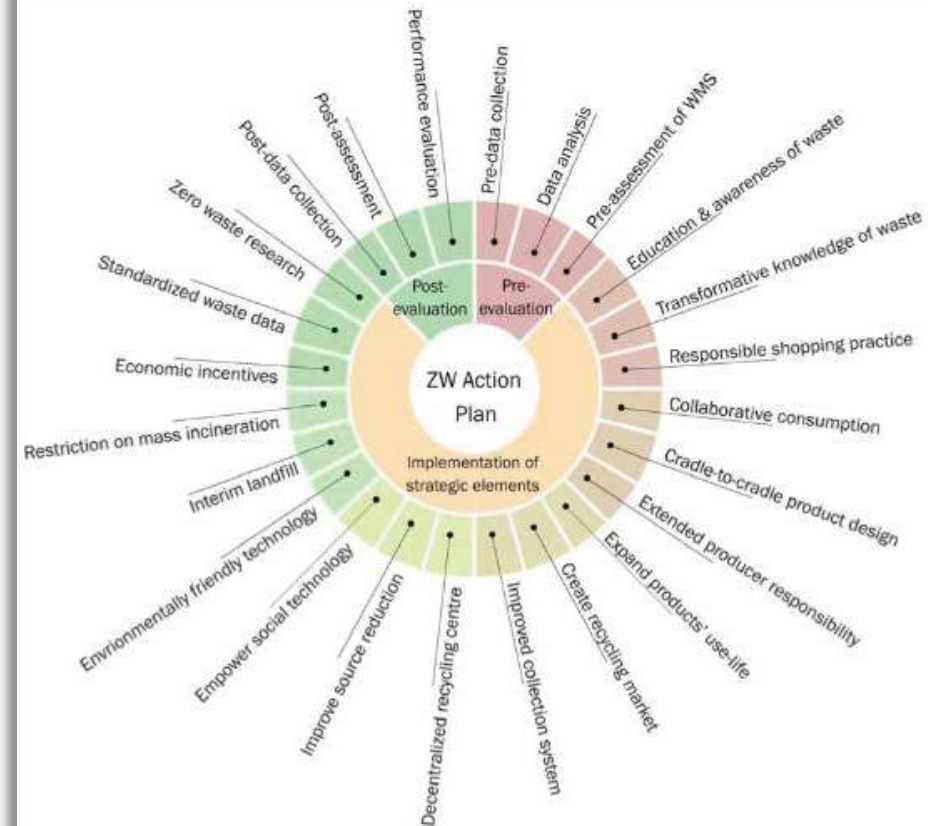 Performance evaluation
Pre-data collection
Data analysis
Pre-assessment of WMS
Education & awareness of waste
Transformative knowledge of waste
Responsible shopping practice
Collaborative consumption
Cradle-to-cradle product design
Extended producer responsibility
Expand products' use-life
Create recycling market
Improved collection system
Decentralized recycling centre
Improve source reduction
Empower social technology
Envrionmentally friendly technology
Interim landfill
Restriction on mass incineration
Economic incentives
Standardized waste data
Zero waste research
Post-data collection
Post-assessment
Post-
evaluation
Pre-
evaluation
ZW Action
Plan
Implementation of
strategic elements